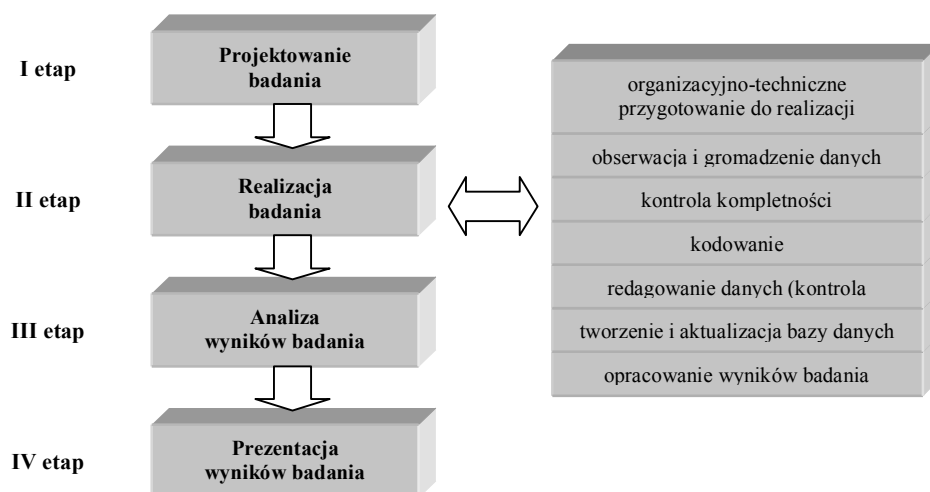 I etap
Projektowanie
badania
II etap
Realizacja
badania
III etap
Analiza
wyników badania
IV etap
Prezentacja
wyników badania
organizacyjno-techniczne
przygotowanie do realizacji
obserwacja i gromadzenie danych
kontrola kompletności
kodowanie
redagowanie danych (kontrola
tworzenie i aktualizacja bazy danych
opracowanie wyników badania